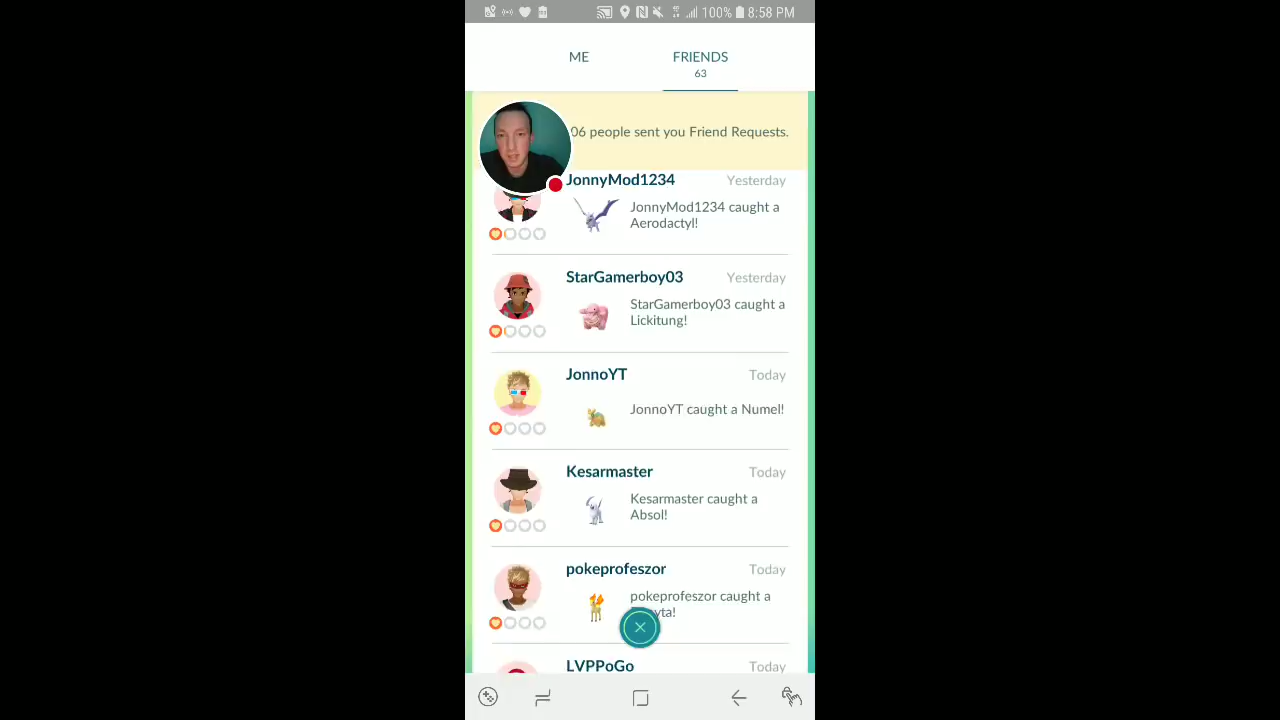 100% 8:58 PM
ME
FRIENDS
63
06 people sent you Friend Requests.
JonnyMod1234
Yesterday
JonnyMod1234 caught a
Aerodactyl!
StarGamerboy03
Yesterday
StarGamerboy03 caught a
Lickitung!
JonnoYT
Today
JonnoYT caught a Numel!
Kesarmaster
Today
Kesarmaster caught a
Absol!
pokeprofeszor
Today
pokeprofeszor caught a
LVPPoGo
Today